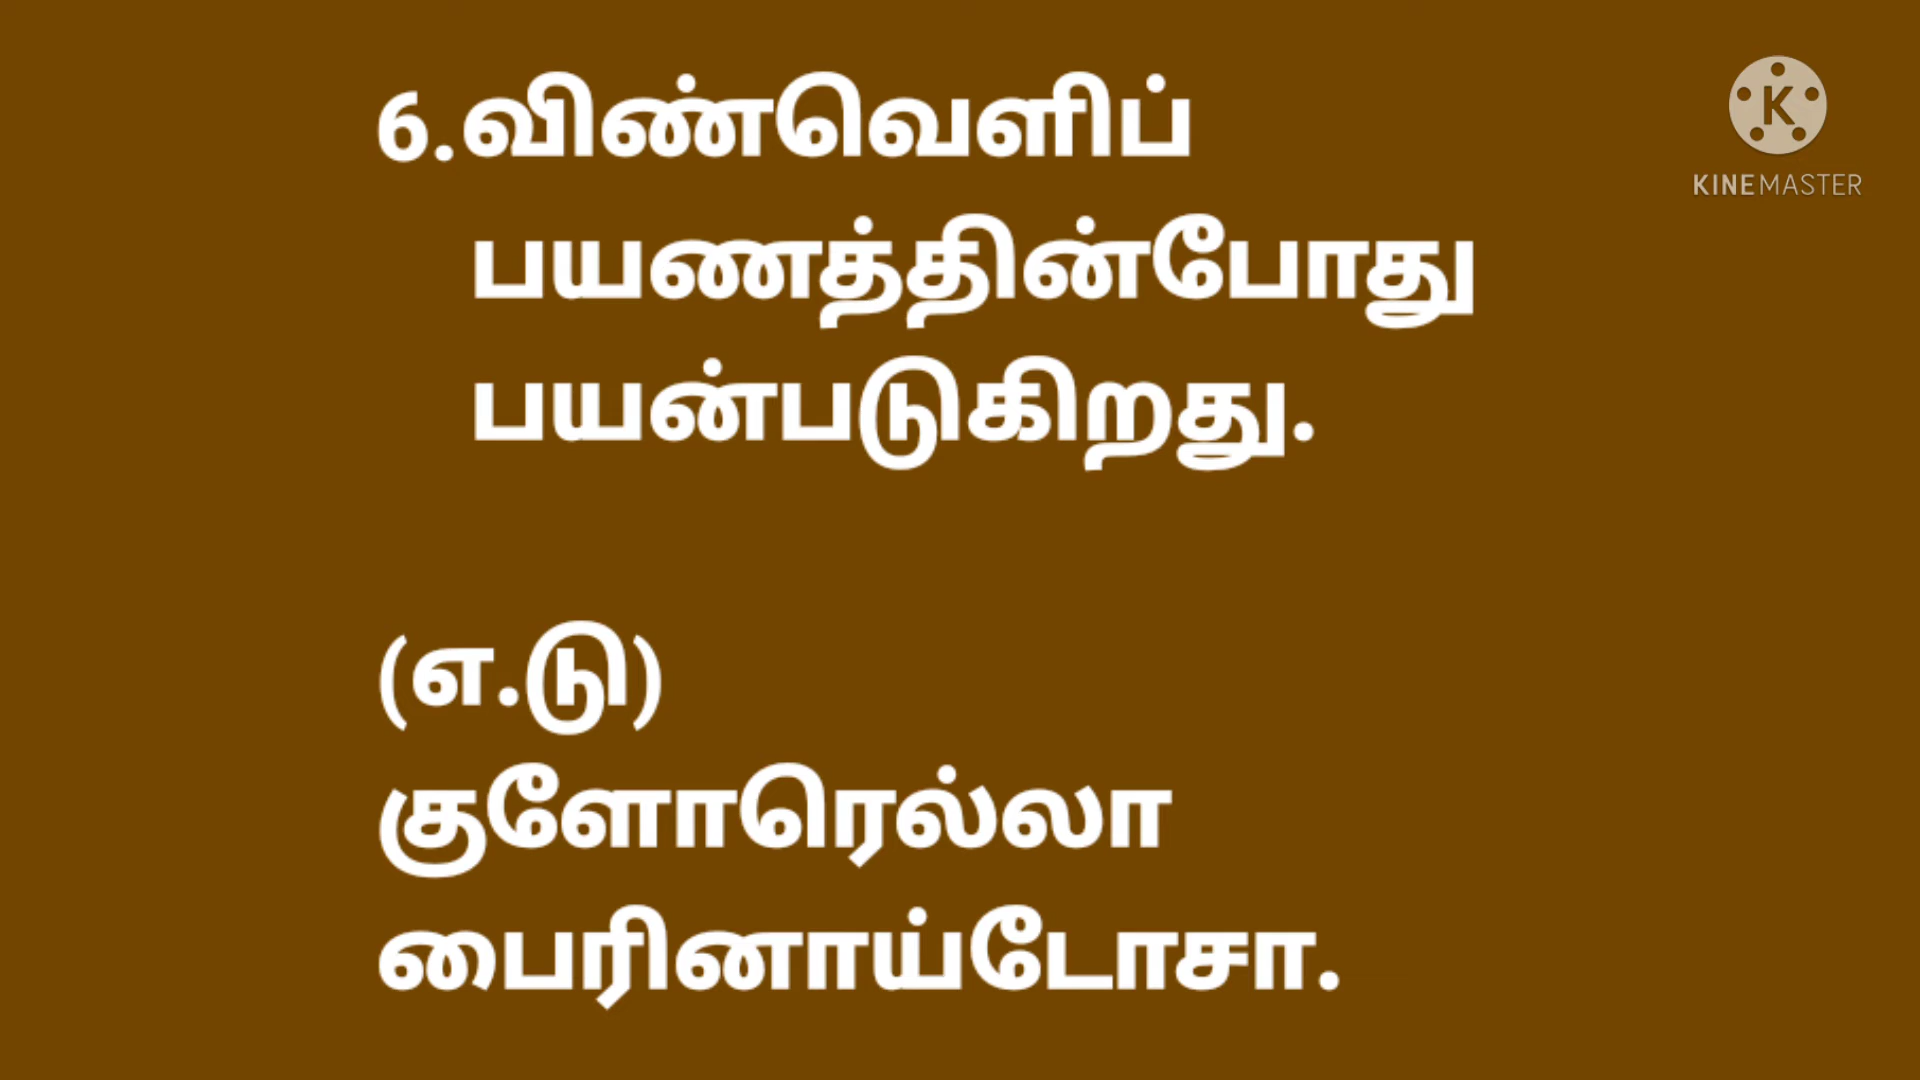 6.விண்வெளிப்
பயணத்தின்போது
பயன்படுகிறது.
(எ.டு)
குளோரெல்லா
பைரினாய்டோசா.
K
KINEMASTER